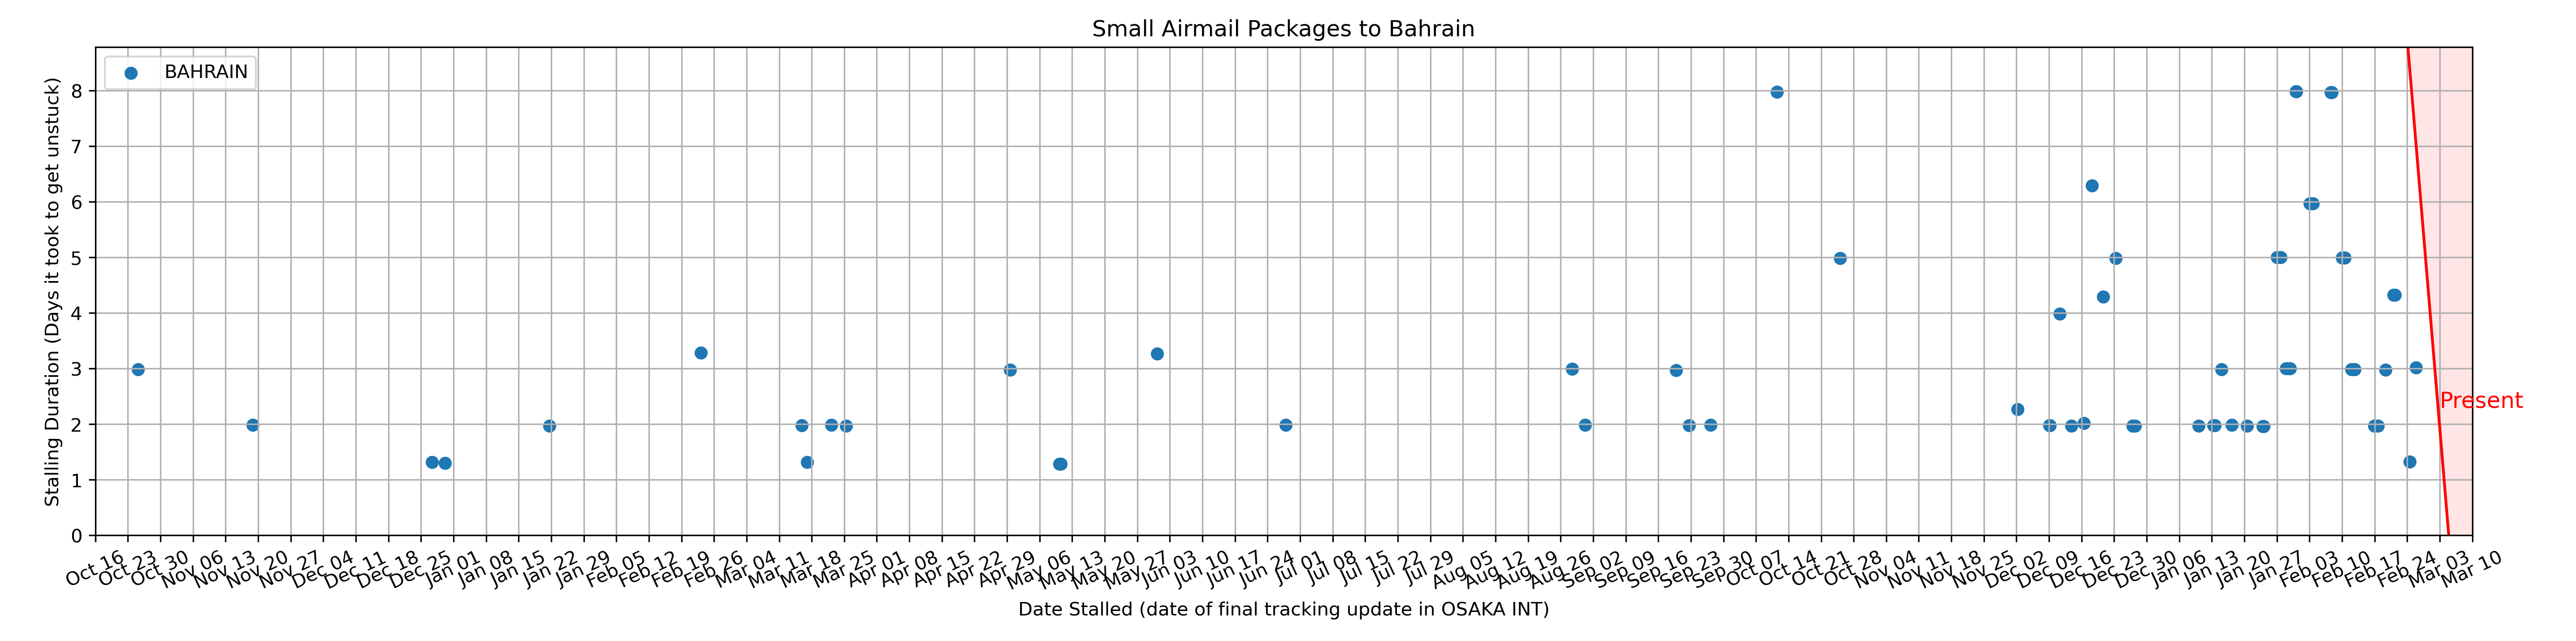 Small Airmail Packages to Bahrain
BAHRAIN
Stalling Duration (Days it took to get unstuck)
8
7
6
5
4
3
2
1
0
Present
Oct 16 Oct 23 Oct 30 Nov 06 Nov 13 Nov 20 Nov 27 Dec 04 Dec 11 Dec 18 Dec 25 Jan 01 Jan 08 Jan 15 Jan 22 Jan 29 Feb 05 Feb 12 Feb 19 Feb 26 Mar 04 Mar 11 Mar 18 Mar 25 Apr 01 Apr 08 Apr 15 Apr 22 Apr 29 May 06 May 13 May 20 May 27 Jun 03 Jun 10 Jun 17 Jun 24 Jul 01 Jul 08 Jul 15 Jul 22 Jul 29 Aug 05 Aug 12 Aug 19 Aug 26 Sep 02 Sep 09 Sep 16 Sep 23 Sep 30 Oct 07 Oct 14 Oct 21 Oct 28 Nov 04 Nov 11 Nov 18 Nov 25 Dec 02 Dec 09 Dec 16 Dec 23 Dec 30 Jan 06 Jan 13 Jan 20 Jan 27 Feb 03 Feb 10 Feb 17 Feb 24 Mar 03 Mar 10
Date Stalled (date of final tracking update in OSAKA INT)